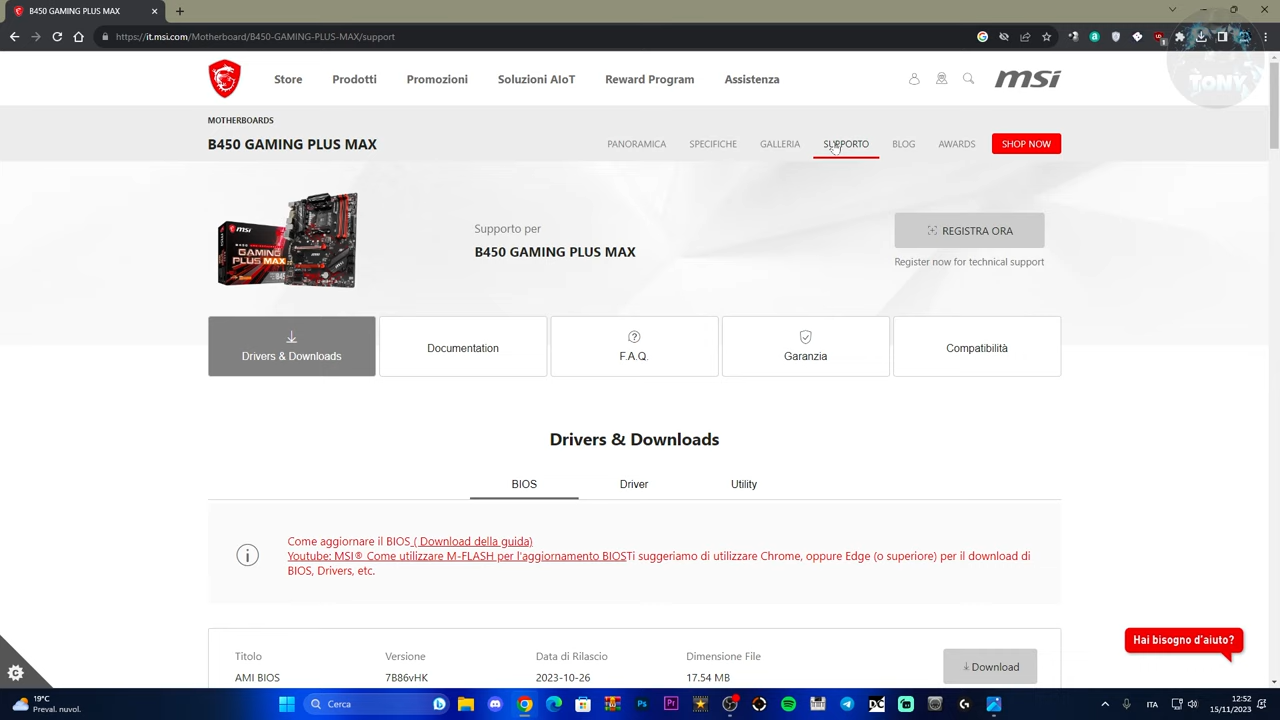 B450 GAMING PLUS MAX
https://it.msi.com/Motherboard/B450-GAMING-PLUS-MAX/support
TONY
Store Prodotti Promozioni Soluzioni AIoT Reward Program Assistenza
msi
MOTHERBOARDS
B450 GAMING PLUS MAX
PANORAMICA SPECIFICHE GALLERIA SUPPORTO BLOG AWARDS SHOP NOW
msi
GAMING
PLUS MAX
Supporto per
B450 GAMING PLUS MAX
REGISTRA ORA
Register now for technical support
Drivers & Downloads
Documentation
F.A.Q.
Garanzia
Compatibilità
Drivers & Downloads
BIOS Driver Utility
Come aggiornare il BIOS ( Download della guida)
Youtube: MSI® Come utilizzare M-FLASH per l'aggiornamento BIOSTi suggeriamo di utilizzare Chrome, oppure Edge (o superiore) per il download di
BIOS, Drivers, etc.
Hai bisogno d'aiuto?
Titolo Versione Data di Rilascio Dimensione File
AMI BIOS 7B86vHK 2023-10-26 17.54 MB
Download
19°C
Preval. nuvol.
Cerca
ITA
12:52
15/11/2023